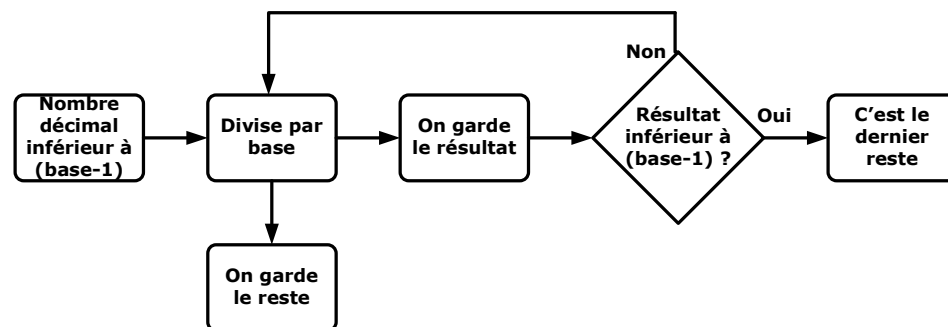 Nombre
décimal
inférieur à
(base-1)
Divise par
base
On garde
le résultat
Non
Résultat
inférieur à
(base-1) ?
Oui
C'est le
dernier
reste
On garde
le reste